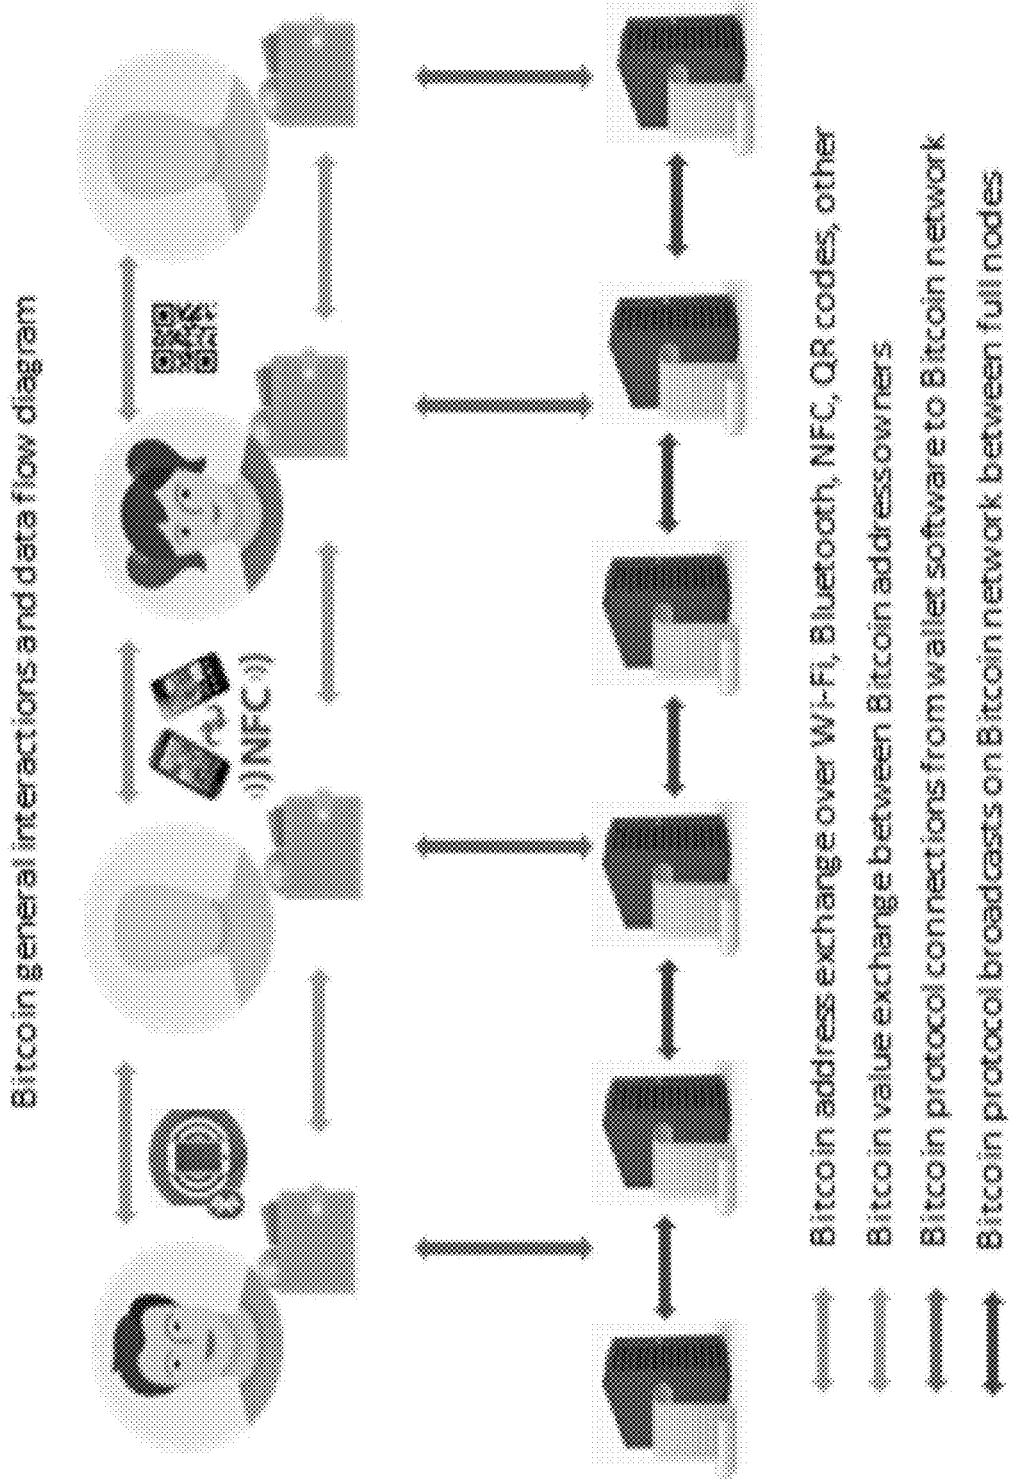 Bitcoin general interactions and data flow diagram
))) NFC )))
Bitcoin address exchange over Wi-Fi, Bluetooth, NFC, QR codes, other
Bitcoin value exchange between Bitcoin address owners
Bitcoin protocol connections from wallet software to Bitcoin network
Bitcoin protocol broadcasts on Bitcoin network between full nodes